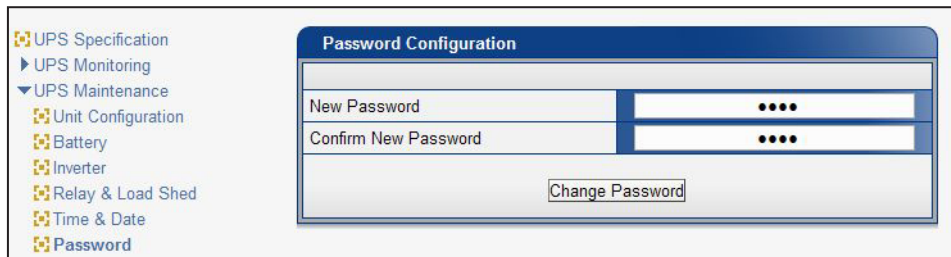 UPS Specification
UPS Monitoring
UPS Maintenance
Unit Configuration
Battery
Inverter
Relay & Load Shed
Time & Date
Password
Password Configuration
New Password ••••
Confirm New Password ••••
Change Password